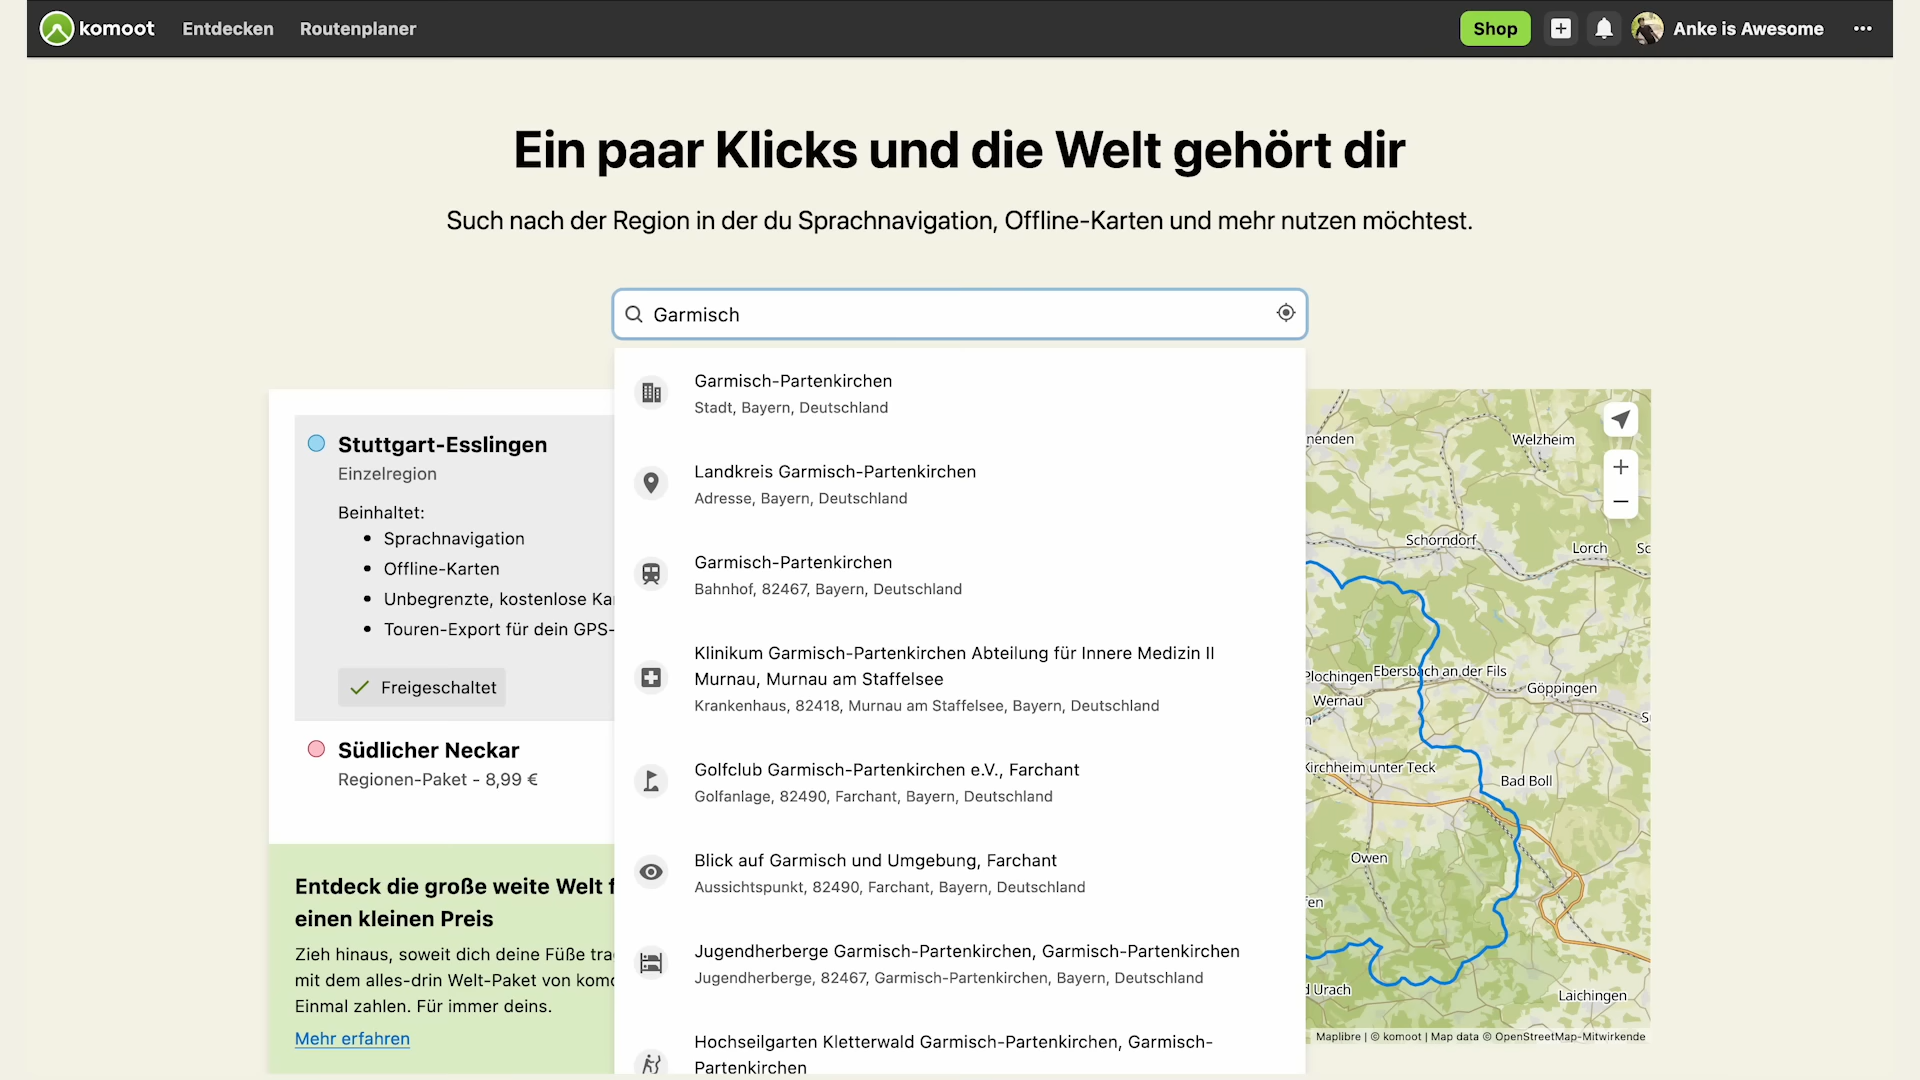 komoot
Entdecken
Routenplaner
Shop
Anke is Awesome
Ein paar Klicks und die Welt gehört dir
Such nach der Region in der du Sprachnavigation, Offline-Karten und mehr nutzen möchtest.
Garmisch
Garmisch-Partenkirchen
Stadt, Bayern, Deutschland
Landkreis Garmisch-Partenkirchen
Adresse, Bayern, Deutschland
Garmisch-Partenkirchen
Bahnhof, 82467, Bayern, Deutschland
Klinikum Garmisch-Partenkirchen Abteilung für Innere Medizin II
Murnau, Murnau am Staffelsee
Krankenhaus, 82418, Murnau am Staffelsee, Bayern, Deutschland
Golfclub Garmisch-Partenkirchen e.V., Farchant
Golfanlage, 82490, Farchant, Bayern, Deutschland
Blick auf Garmisch und Umgebung, Farchant
Aussichtspunkt, 82490, Farchant, Bayern, Deutschland
Jugendherberge Garmisch-Partenkirchen, Garmisch-Partenkirchen
Jugendherberge, 82467, Garmisch-Partenkirchen, Bayern, Deutschland
Hochseilgarten Kletterwald Garmisch-Partenkirchen, Garmisch-
Partenkirchen
Stuttgart-Esslingen
Einzelregion
Beinhaltet:
Sprachnavigation
Offline-Karten
Unbegrenzte, kostenlose Ka
Touren-Export für dein GPS-
Freigeschaltet
Südlicher Neckar
Regionen-Paket - 8,99 €
Entdeck die große weite Welt f
einen kleinen Preis
Zieh hinaus, soweit dich deine Füße tra
mit dem alles-drin Welt-Paket von komo
Einmal zahlen. Für immer deins.
Mehr erfahren
nenden
Welzheim
Schorndorf
Lorch
Sc
Plochingen
Ebersbach an der Fils
Wernau
Göppingen
Kirchheim unter Teck
Bad Boll
Owen
fen
d Urach
Laichingen
Maplibre | © komoot | Map data © OpenStreetMap-Mitwirkende